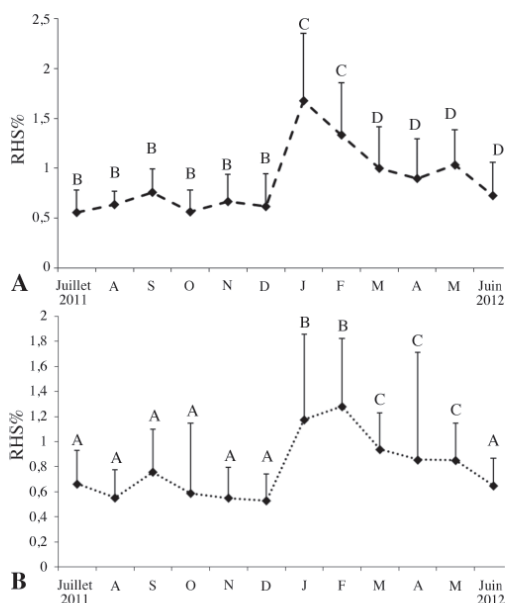 2,5
2
1,5
1
0,5
0
RHS%
B B B B B B C C D D D D
Juillet 2011 A S O N D J F M A M Juin 2012
A
2
1,8
1,6
1,4
1,2
1
0,8
0,6
0,4
0,2
0
RHS%
A A A A A A B B C C C A
Juillet 2011 A S O N D J F M A M Juin 2012
B